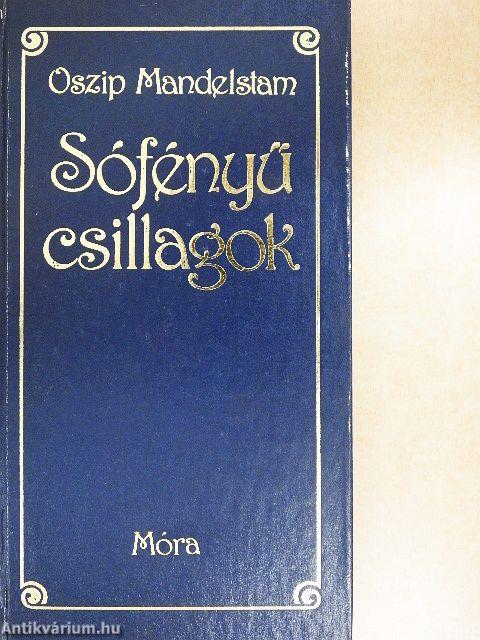 Oszip Mandelstam
Sófényű
csillagok
Móra
Antikvárium.hu